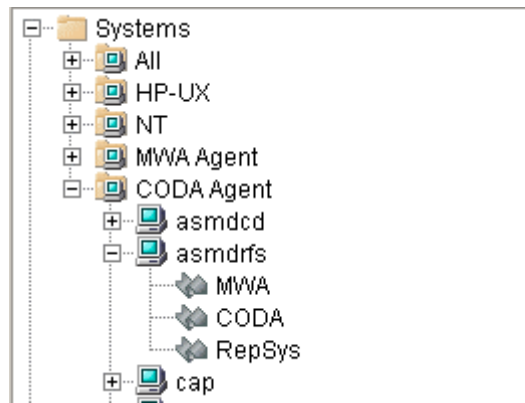 Systems
All
HP-UX
NT
MWA Agent
CODA Agent
asmdcd
asmdrfs
MWA
CODA
RepSys
cap